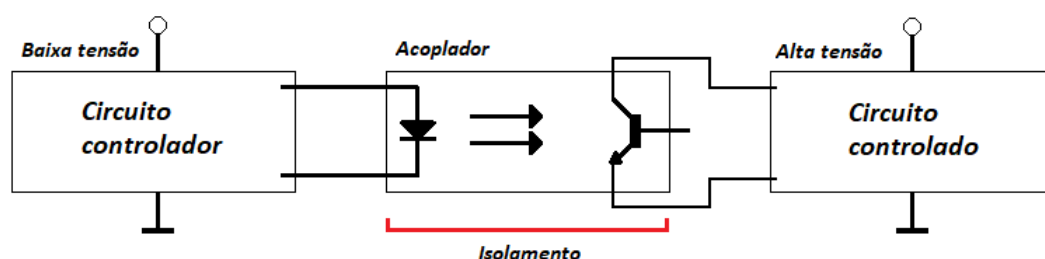 Baixa tensão
Acoplador
Alta tensão
Circuito
controlador
Circuito
controlado
Isolamento